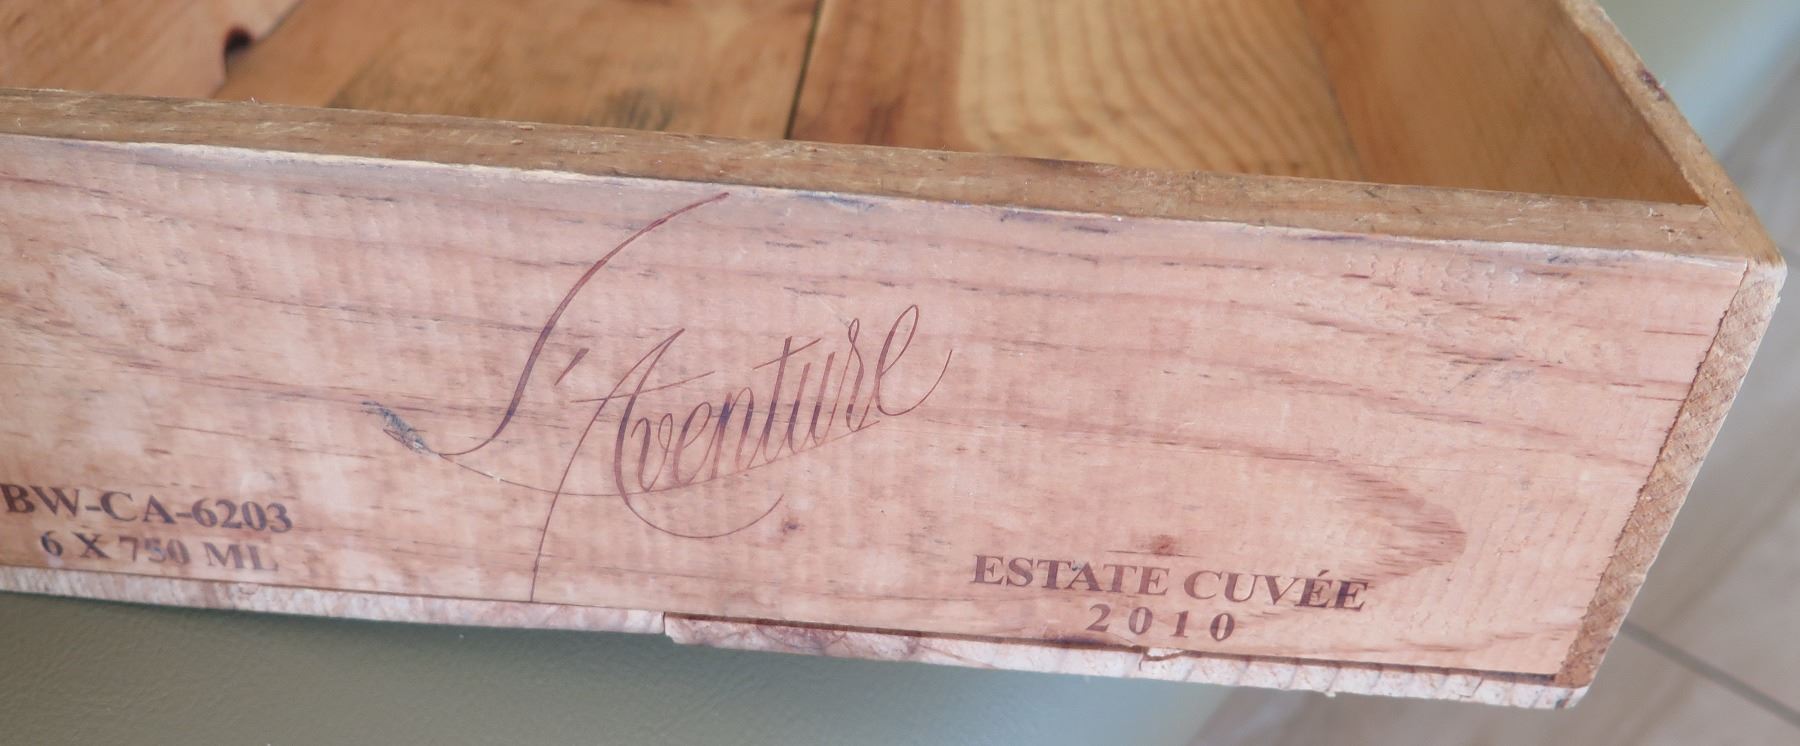 L'Aventure
BW-CA-6203
6 X 750 ML
ESTATE CUVÉE
2010